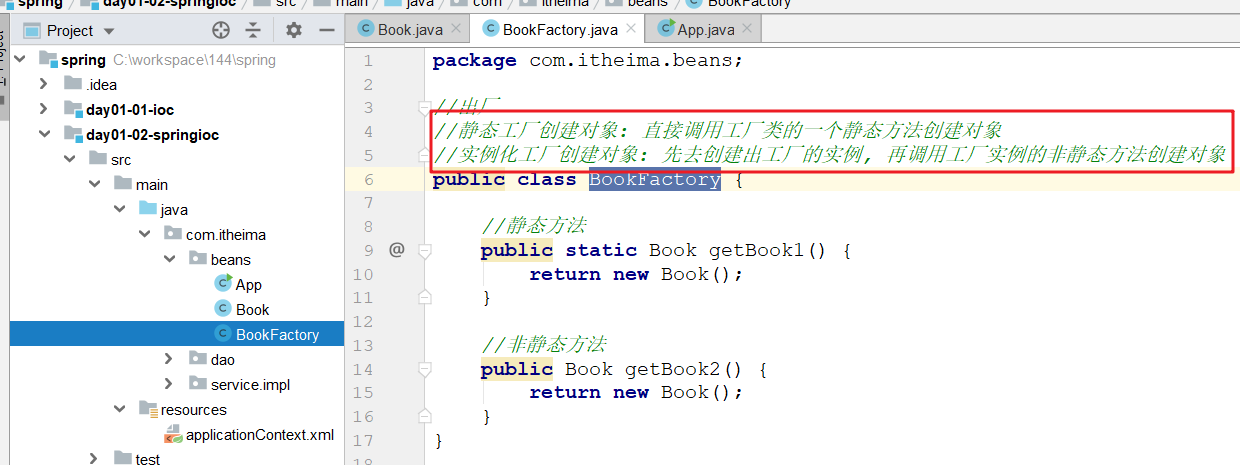 spring day01-02-springioc src main java com itheima beans BookFactory
Project
Book.java BookFactory.java App.java
spring C:\workspace\144\spring
.idea
day01-01-ioc
day01-02-springioc
src
main
java
com.itheima
beans
App
Book
BookFactory
dao
service.impl
resources
applicationContext.xml
test
1 package com.itheima.beans;
2
3 //出厂
4 //静态工厂创建对象: 直接调用工厂类的一个静态方法创建对象
5 //实例化工厂创建对象: 先去创建出工厂的实例, 再调用工厂实例的非静态方法创建对象
6 public class BookFactory {
7
8 //静态方法
9 @ public static Book getBook1() {
10 return new Book();
11 }
12
13 //非静态方法
14 public Book getBook2() {
15 return new Book();
16 }
17 }
18